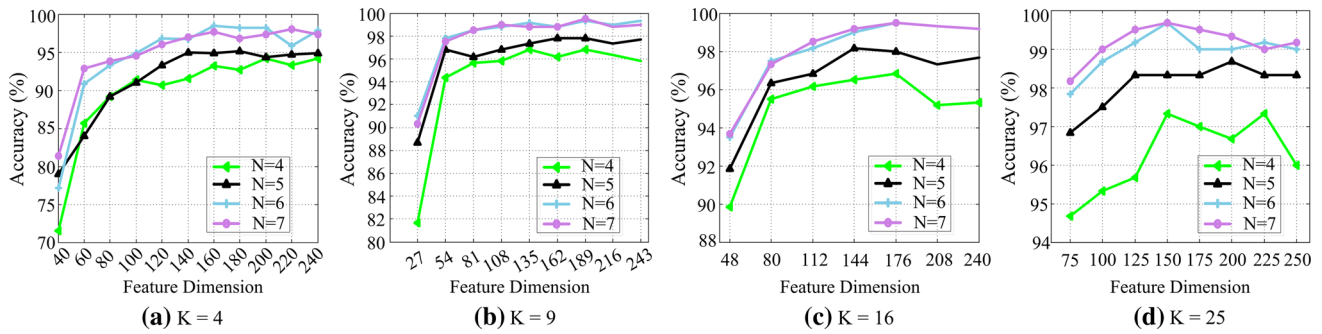 Accuracy (%)
100
95
90
85
80
75
70
N=4
N=5
N=6
N=7
40 60 80 100 120 140 160 180 200 220 240
Feature Dimension
(a) K = 4
Accuracy (%)
100
98
96
94
92
90
88
86
84
82
80
N=4
N=5
N=6
N=7
27 54 81 108 135 162 189 216 243
Feature Dimension
(b) K = 9
Accuracy (%)
100
98
96
94
92
90
88
N=4
N=5
N=6
N=7
48 80 112 144 176 208 240
Feature Dimension
(c) K = 16
Accuracy (%)
100
99
98
97
96
95
94
N=4
N=5
N=6
N=7
75 100 125 150 175 200 225 250
Feature Dimension
(d) K = 25